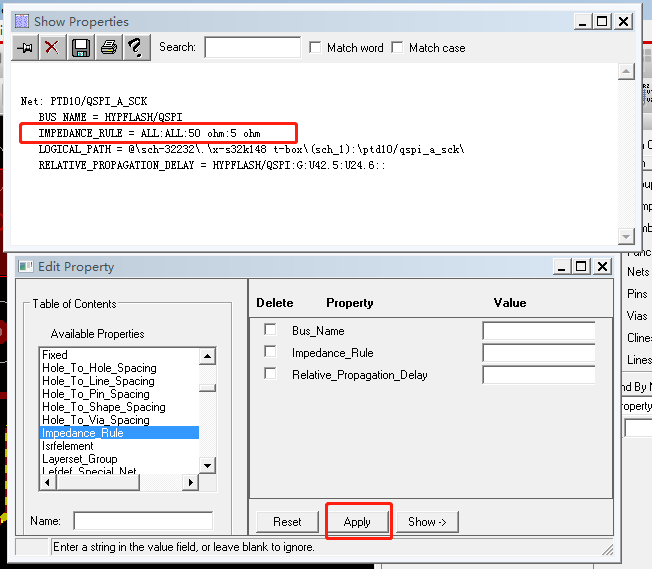 Show Properties
Search:
Match word
Match case
Net: PTD10/QSPI_A_SCK
BUS_NAME = HYPFLASH/QSPI
IMPEDANCE_RULE = ALL:ALL:50 ohm:5 ohm
LOGICAL_PATH = @\sch-32232\.\x-s32k148 t-box\(sch_1):\ptd10/qspi_a_sck\
RELATIVE_PROPAGATION_DELAY = HYPFLASH/QSPI:G:U42.5:U24.6::
Edit Property
Table of Contents
Available Properties
Fixed
Hole_To_Hole_Spacing
Hole_To_Line_Spacing
Hole_To_Pin_Spacing
Hole_To_Shape_Spacing
Hole_To_Via_Spacing
Impedance_Rule
Isrfelement
Layerset_Group
Lefdef_Special_Net
Name:
Delete Property Value
Bus_Name
Impedance_Rule
Relative_Propagation_Delay
Reset
Apply
Show ->
Enter a string in the value field, or leave blank to ignore.
Nets
Pins
Vias
Clines
Lines